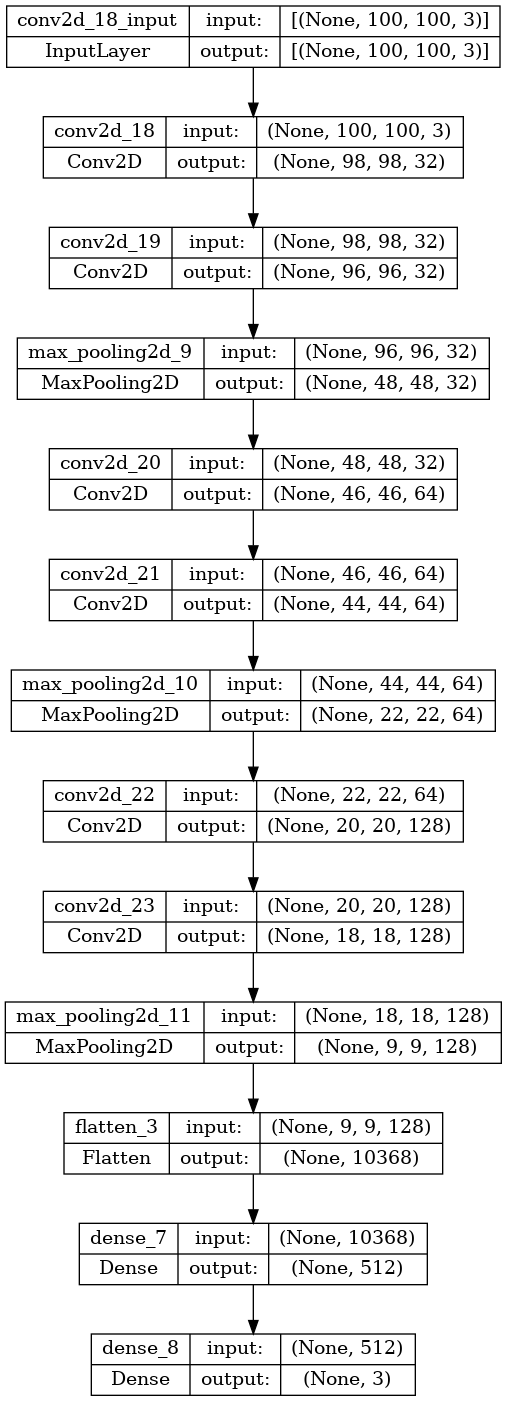 conv2d_18_input input: [(None, 100, 100, 3)]
InputLayer output: [(None, 100, 100, 3)]
conv2d_18 input: (None, 100, 100, 3)
Conv2D output: (None, 98, 98, 32)
conv2d_19 input: (None, 98, 98, 32)
Conv2D output: (None, 96, 96, 32)
max_pooling2d_9 input: (None, 96, 96, 32)
MaxPooling2D output: (None, 48, 48, 32)
conv2d_20 input: (None, 48, 48, 32)
Conv2D output: (None, 46, 46, 64)
conv2d_21 input: (None, 46, 46, 64)
Conv2D output: (None, 44, 44, 64)
max_pooling2d_10 input: (None, 44, 44, 64)
MaxPooling2D output: (None, 22, 22, 64)
conv2d_22 input: (None, 22, 22, 64)
Conv2D output: (None, 20, 20, 128)
conv2d_23 input: (None, 20, 20, 128)
Conv2D output: (None, 18, 18, 128)
max_pooling2d_11 input: (None, 18, 18, 128)
MaxPooling2D output: (None, 9, 9, 128)
flatten_3 input: (None, 9, 9, 128)
Flatten output: (None, 10368)
dense_7 input: (None, 10368)
Dense output: (None, 512)
dense_8 input: (None, 512)
Dense output: (None, 3)